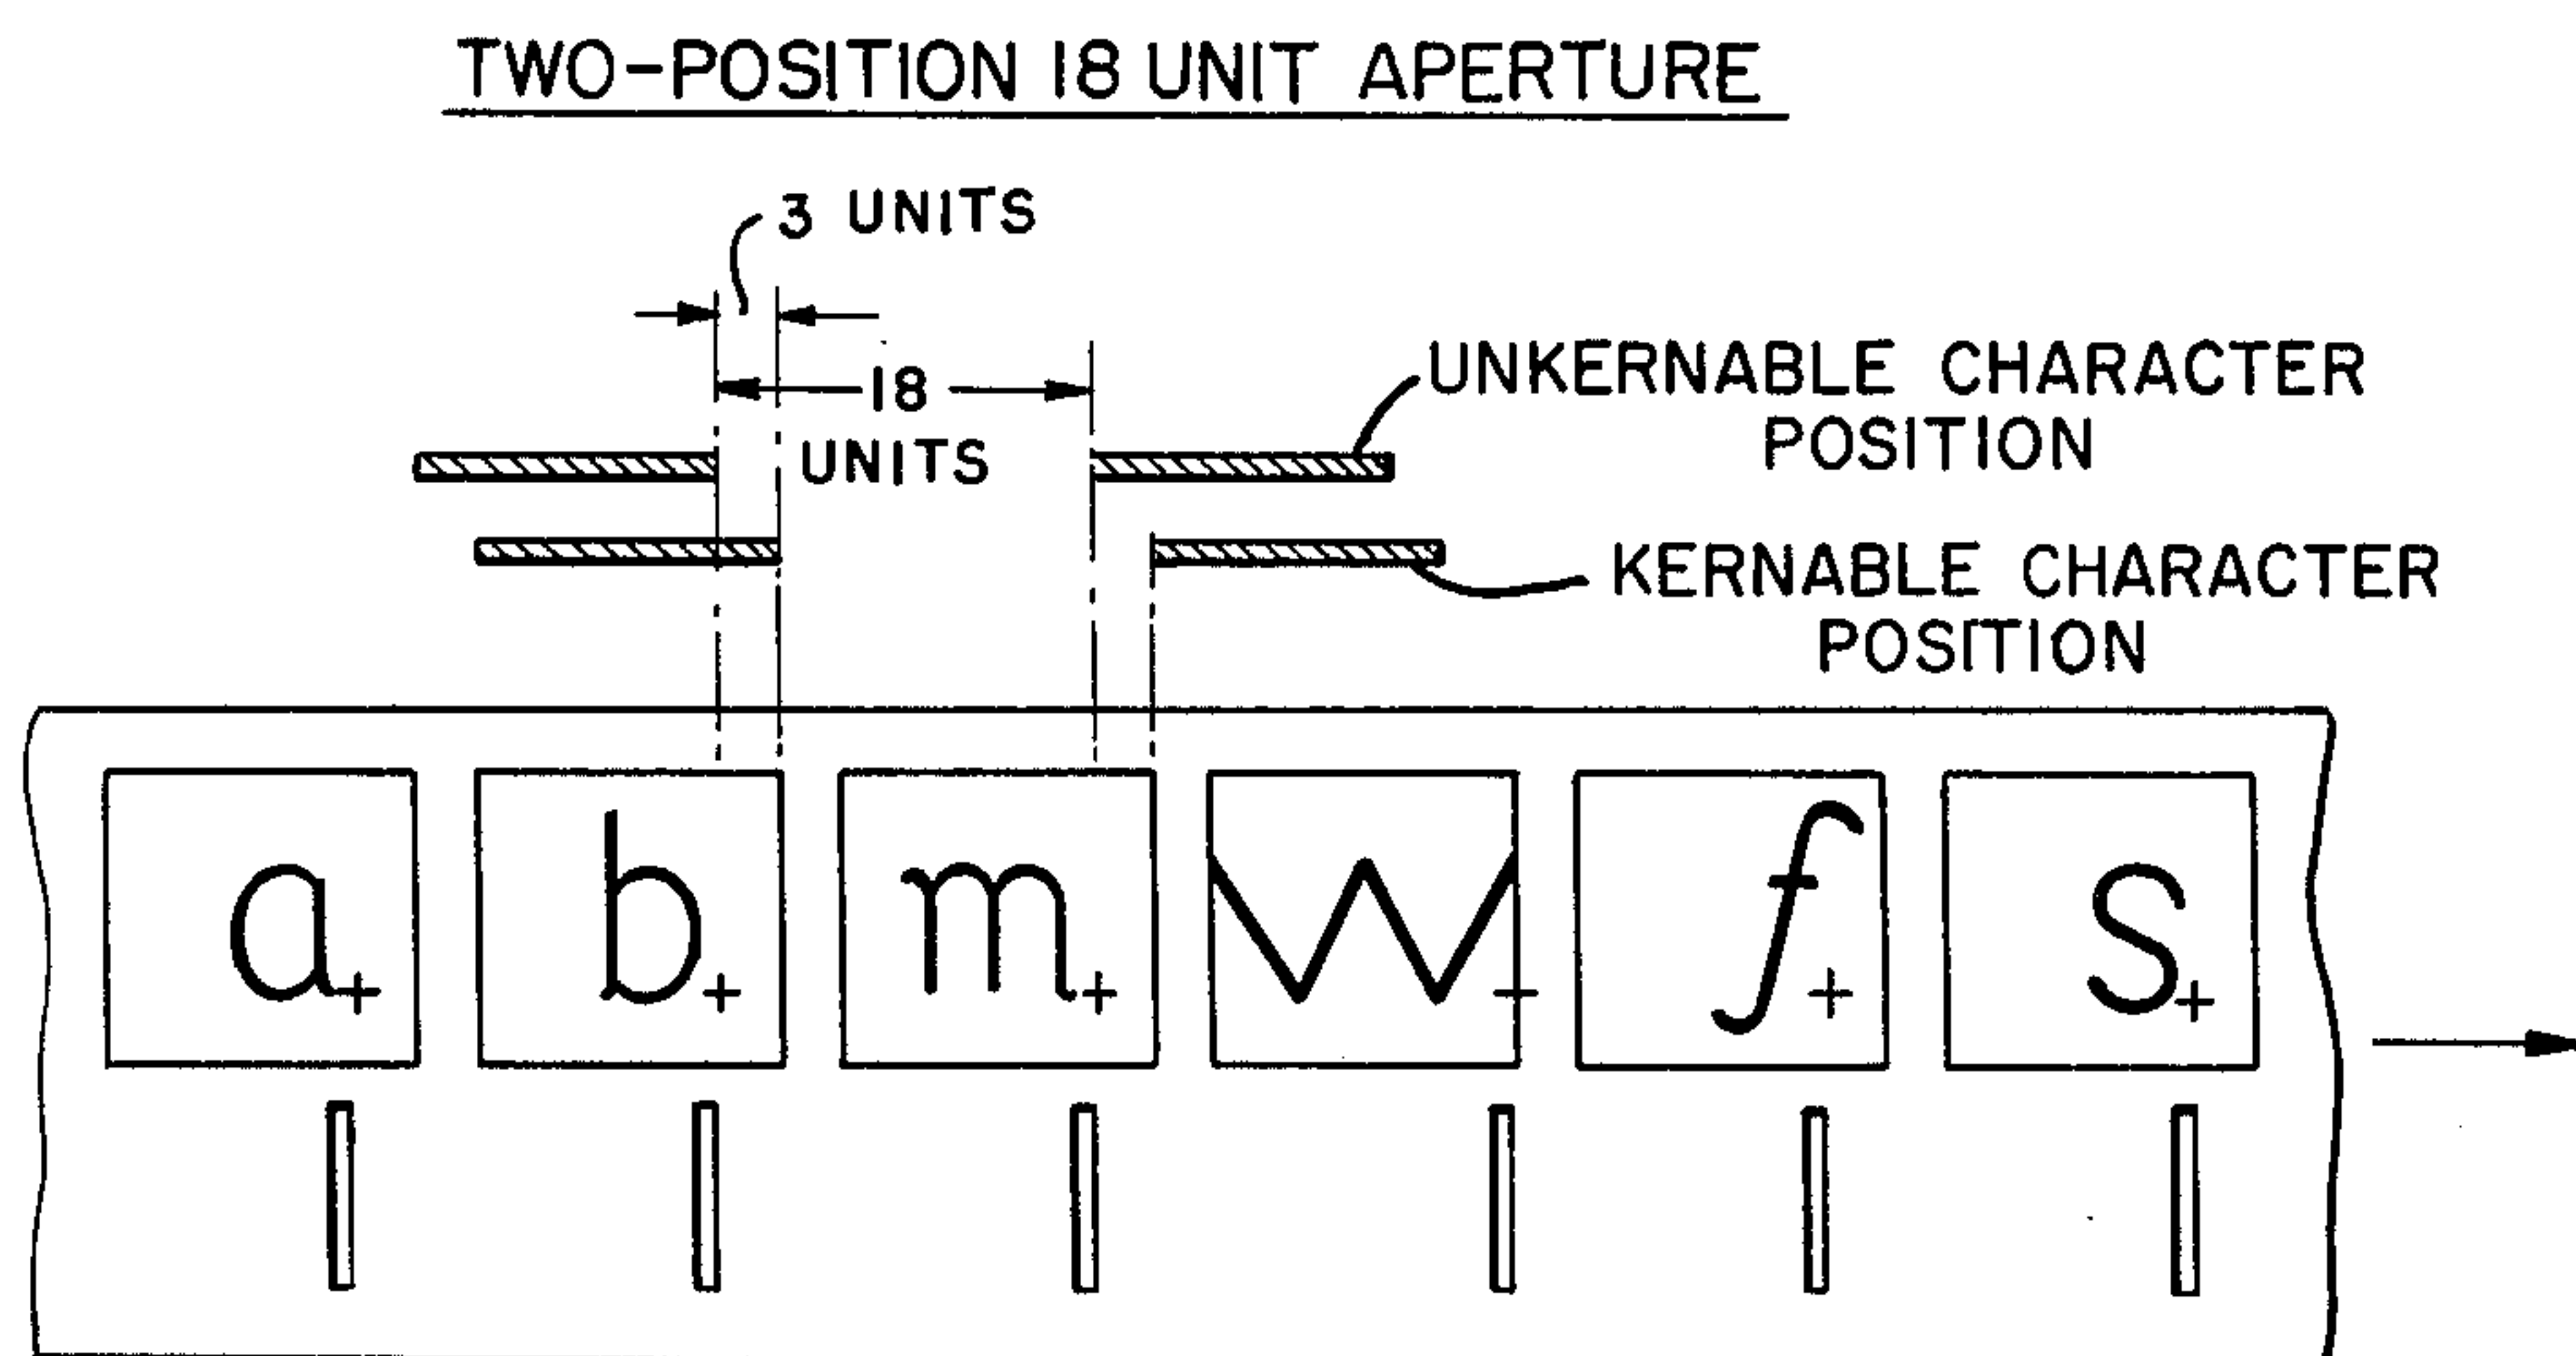 TWO-POSITION 18 UNIT APERTURE
3 UNITS
18
UNITS
UNKERNABLE CHARACTER
POSITION
KERNABLE CHARACTER
POSITION
a+ b+ m+ W+ f+ S+